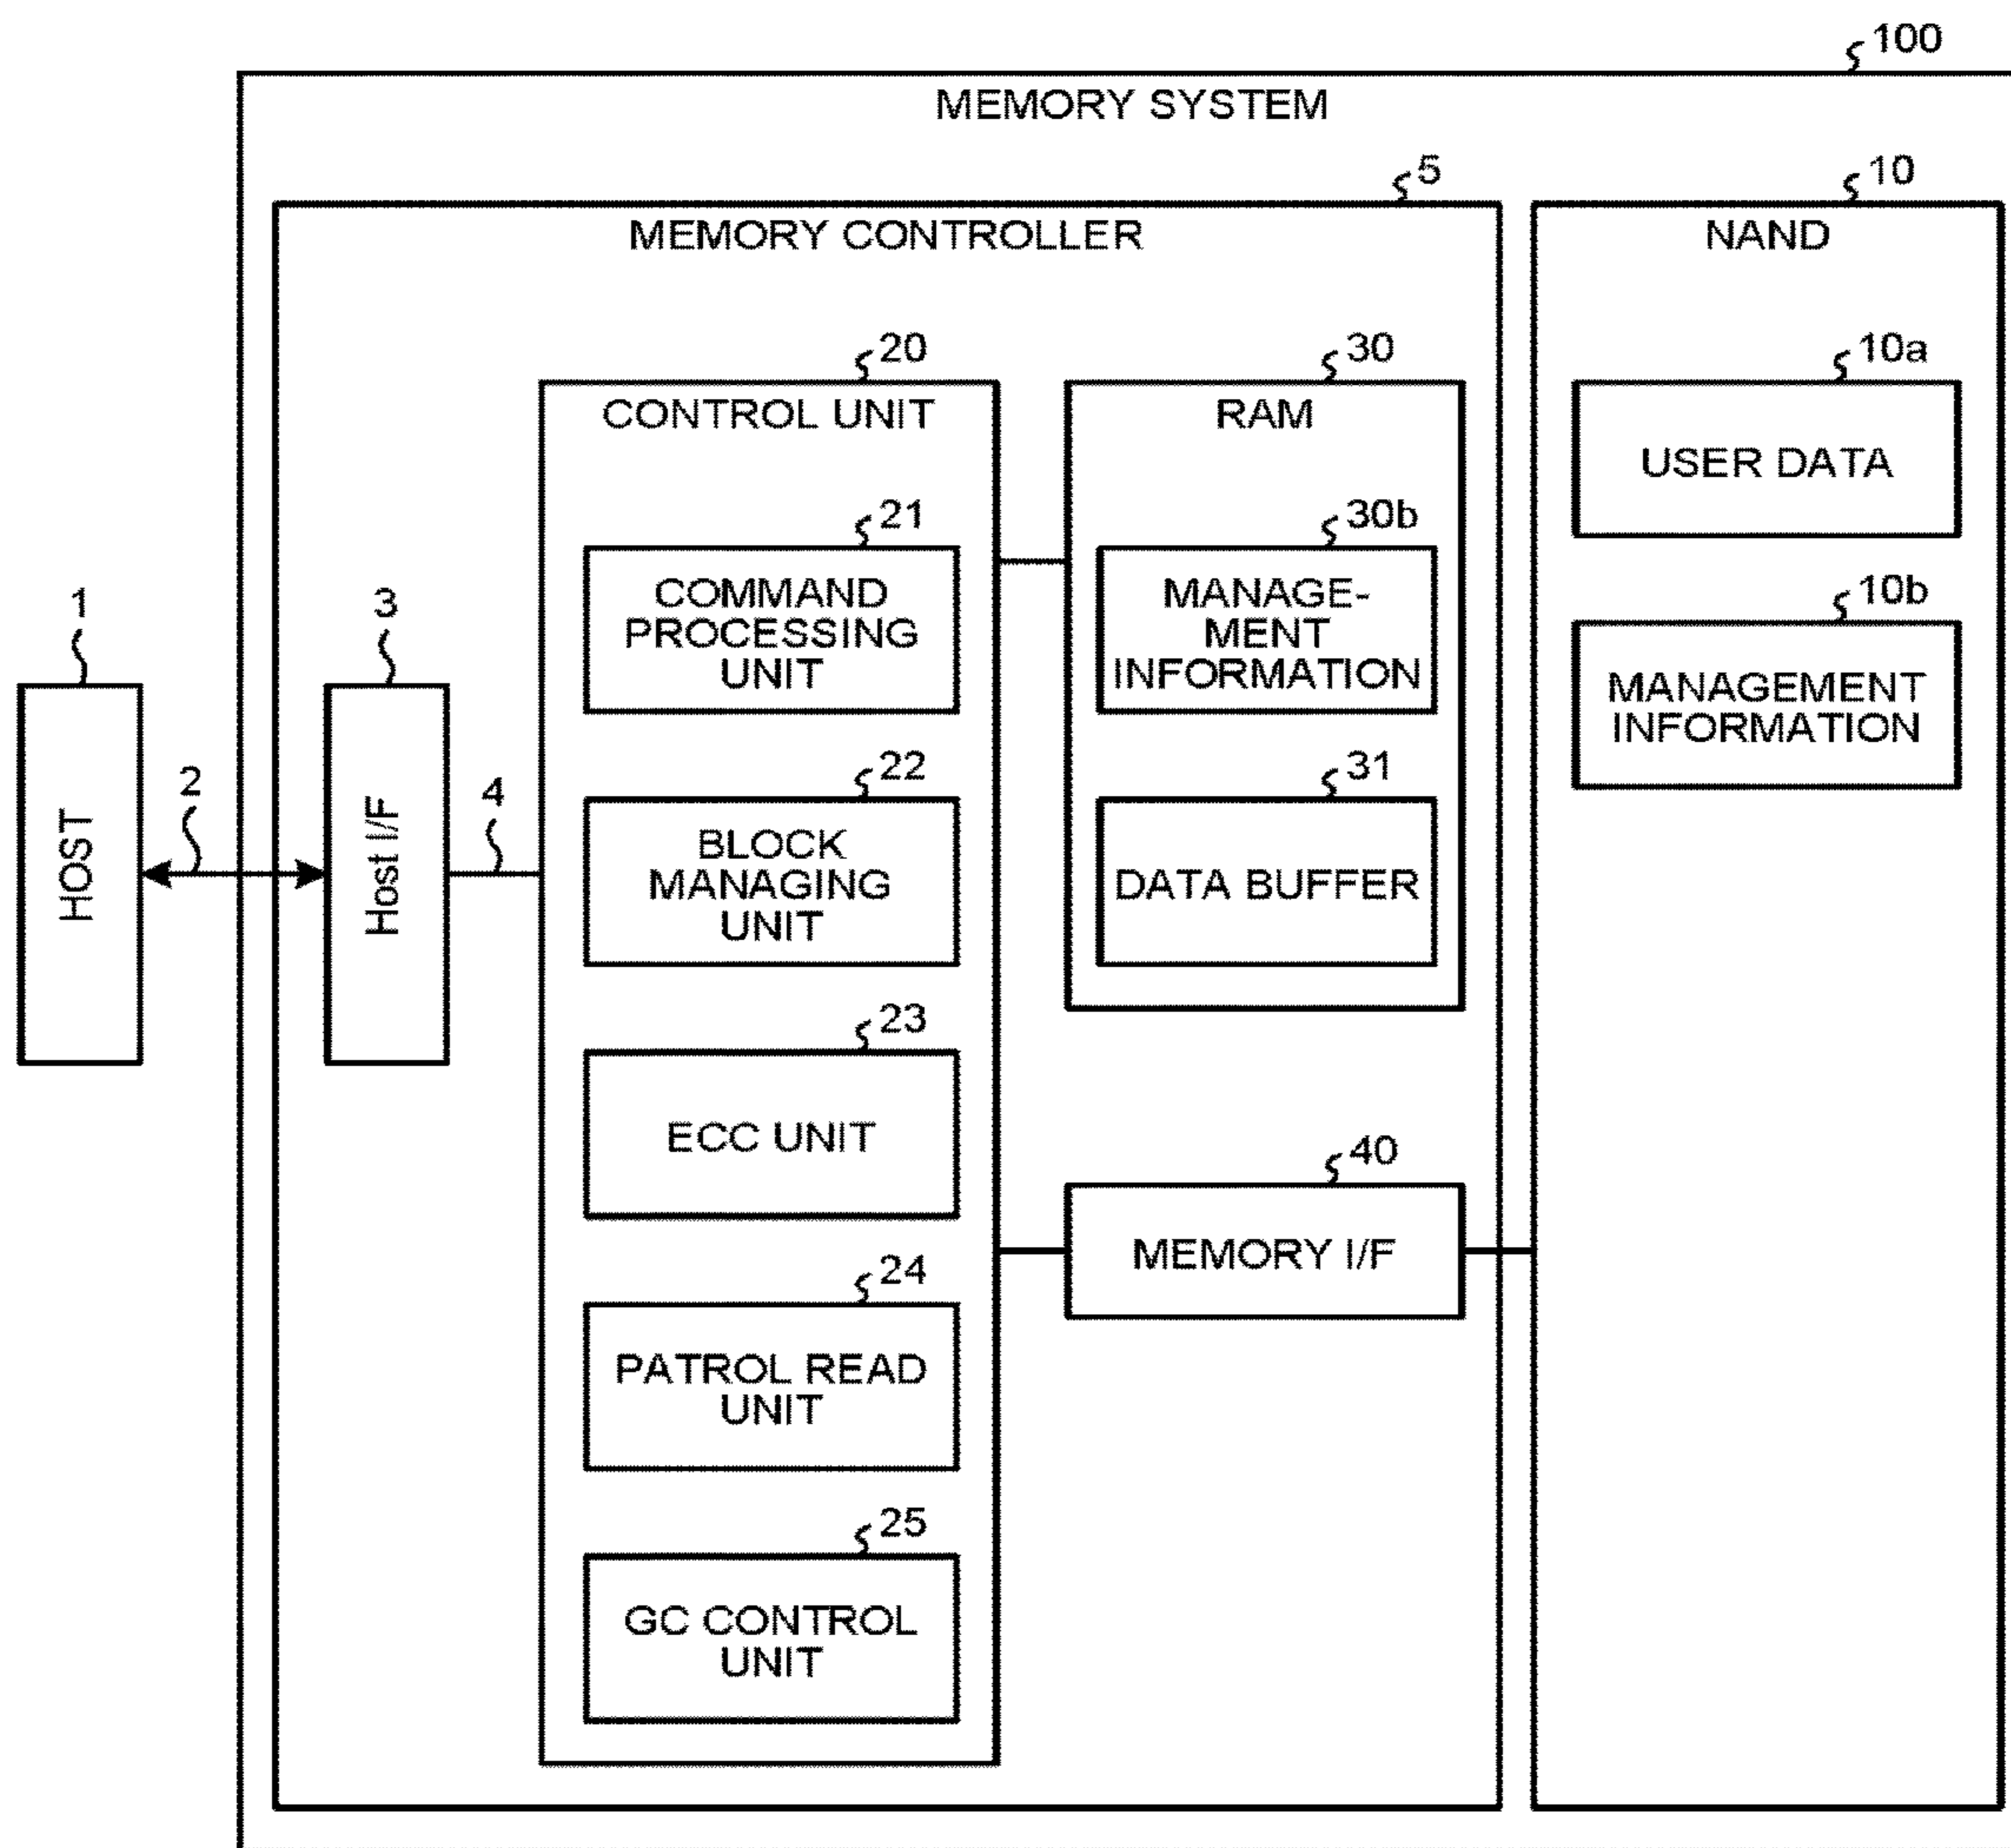 100
MEMORY SYSTEM
5
MEMORY CONTROLLER
10
NAND
20
CONTROL UNIT
30
RAM
10a
USER DATA
21
COMMAND
PROCESSING
UNIT
30b
MANAGE-
MENT
INFORMATION
10b
MANAGEMENT
INFORMATION
1
HOST
2
3
Host I/F
4
22
BLOCK
MANAGING
UNIT
31
DATA BUFFER
23
ECC UNIT
40
MEMORY I/F
24
PATROL READ
UNIT
25
GC CONTROL
UNIT